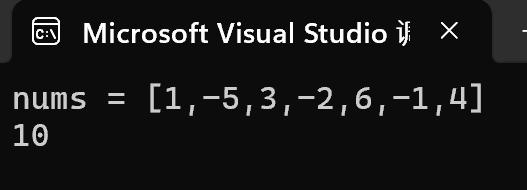 Microsoft Visual Studio
nums = [1,-5,3,-2,6,-1,4]
10